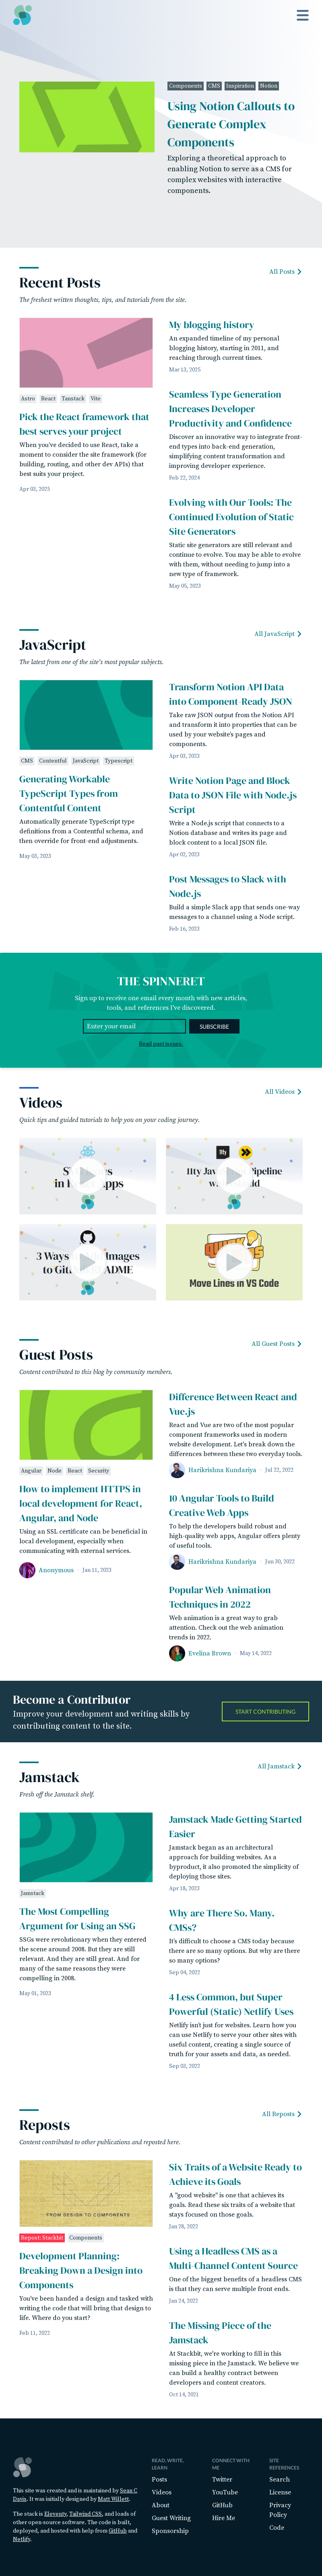 Components CMS Inspiration Notion
Using Notion Callouts to
Generate Complex
Components
Exploring a theoretical approach to
enabling Notion to serve as a CMS for
complex websites with interactive
components.
All Posts
Recent Posts
The freshest written thoughts, tips, and tutorials from the site.
Astro React Tanstack Vite
Pick the React framework that
best serves your project
When you've decided to use React, take a
moment to consider the site framework (for
building, routing, and other dev APIs) that
best suits your project.
Apr 03, 2025
My blogging history
An expanded timeline of my personal
blogging history, starting in 2011, and
reaching through current times.
Mar 13, 2025
Seamless Type Generation
Increases Developer
Productivity and Confidence
Discover an innovative way to integrate front-
end types into back-end generation,
simplifying content transformation and
improving developer experience.
Feb 22, 2024
Evolving with Our Tools: The
Continued Evolution of Static
Site Generators
Static site generators are still relevant and
continue to evolve. You may be able to evolve
with them, without needing to jump into a
new type of framework.
May 05, 2023
All JavaScript
JavaScript
The latest from one of the site's most popular subjects.
CMS Contentful JavaScript Typescript
Generating Workable
TypeScript Types from
Contentful Content
Automatically generate TypeScript type
definitions from a Contentful schema, and
then override for front-end adjustments.
May 03, 2023
Transform Notion API Data
into Component-Ready JSON
Take raw JSON output from the Notion API
and transform it into properties that can be
used by your website's pages and
components.
Apr 03, 2023
Write Notion Page and Block
Data to JSON File with Node.js
Script
Write a Node.js script that connects to a
Notion database and writes its page and
block content to a local JSON file.
Apr 02, 2023
Post Messages to Slack with
Node.js
Build a simple Slack app that sends one-way
messages to a channel using a Node script.
Feb 16, 2023
THE SPINNERET
Sign up to receive one email every month with new articles,
tools, and references I've discovered.
Enter your email SUBSCRIBE
Read past issues.
All Videos
Videos
Quick tips and guided tutorials to help you on your coding journey.
11ty
3 Ways Images
to GitH ADME
Move Lines in VS Code
All Guest Posts
Guest Posts
Content contributed to this blog by community members.
Angular Node React Security
How to implement HTTPS in
local development for React,
Angular, and Node
Using an SSL certificate can be beneficial in
local development, especially when
communicating with external services.
Anonymous · Jan 11, 2023
Difference Between React and
Vue.js
React and Vue are two of the most popular
component frameworks used in modern
website development. Let's break down the
differences between these two everyday tools.
Harikrishna Kundariya · Jul 22, 2022
10 Angular Tools to Build
Creative Web Apps
To help the developers build robust and
high-quality web apps, Angular offers plenty
of useful tools.
Harikrishna Kundariya · Jun 30, 2022
Popular Web Animation
Techniques in 2022
Web animation is a great way to grab
attention. Check out the web animation
trends in 2022.
Evelina Brown · May 14, 2022
Become a Contributor
Improve your development and writing skills by
contributing content to the site.
START CONTRIBUTING
All Jamstack
Jamstack
Fresh off the Jamstack shelf.
Jamstack
The Most Compelling
Argument for Using an SSG
SSGs were revolutionary when they entered
the scene around 2008. But they are still
relevant. And they are still great. And for
many of the same reasons they were
compelling in 2008.
May 01, 2023
Jamstack Made Getting Started
Easier
Jamstack began as an architectural
approach for building websites. As a
byproduct, it also promoted the simplicity of
deploying those sites.
Apr 18, 2023
Why are There So. Many.
CMSs?
It's difficult to choose a CMS today because
there are so many options. But why are there
so many options?
Sep 04, 2022
4 Less Common, but Super
Powerful (Static) Netlify Uses
Netlify isn't just for websites. Learn how you
can use Netlify to serve your other sites with
useful content, creating a single source of
truth for your assets and data, as needed.
Sep 03, 2022
All Reposts
Reposts
Content contributed to other publications and reposted here.
FROM DESIGN TO COMPONENTS
Repost: Stackbit Components
Development Planning:
Breaking Down a Design into
Components
You've been handed a design and tasked with
writing the code that will bring that design to
life. Where do you start?
Feb 11, 2022
Six Traits of a Website Ready to
Achieve its Goals
A "good website" is one that achieves its
goals. Read these six traits of a website that
stays focused on those goals.
Jan 28, 2022
Using a Headless CMS as a
Multi-Channel Content Source
One of the biggest benefits of a headless CMS
is that they can serve multiple front ends.
Jan 24, 2022
The Missing Piece of the
Jamstack
At Stackbit, we're working to fill in this
missing piece in the Jamstack. We believe we
can build a healthy contract between
developers and content creators.
Oct 14, 2021
This site was created and is maintained by Sean C
Davis. It was initially designed by Matt Willett.
The stack is Eleventy, Tailwind CSS, and loads of
other open source software. The code is built,
deployed, and hosted with help from GitHub and
Netlify.
READ, WRITE,
LEARN
Posts
Videos
About
Guest Writing
Sponsorship
CONNECT WITH
ME
Twitter
YouTube
GitHub
Hire Me
SITE
REFERENCES
Search
License
Privacy
Policy
Code